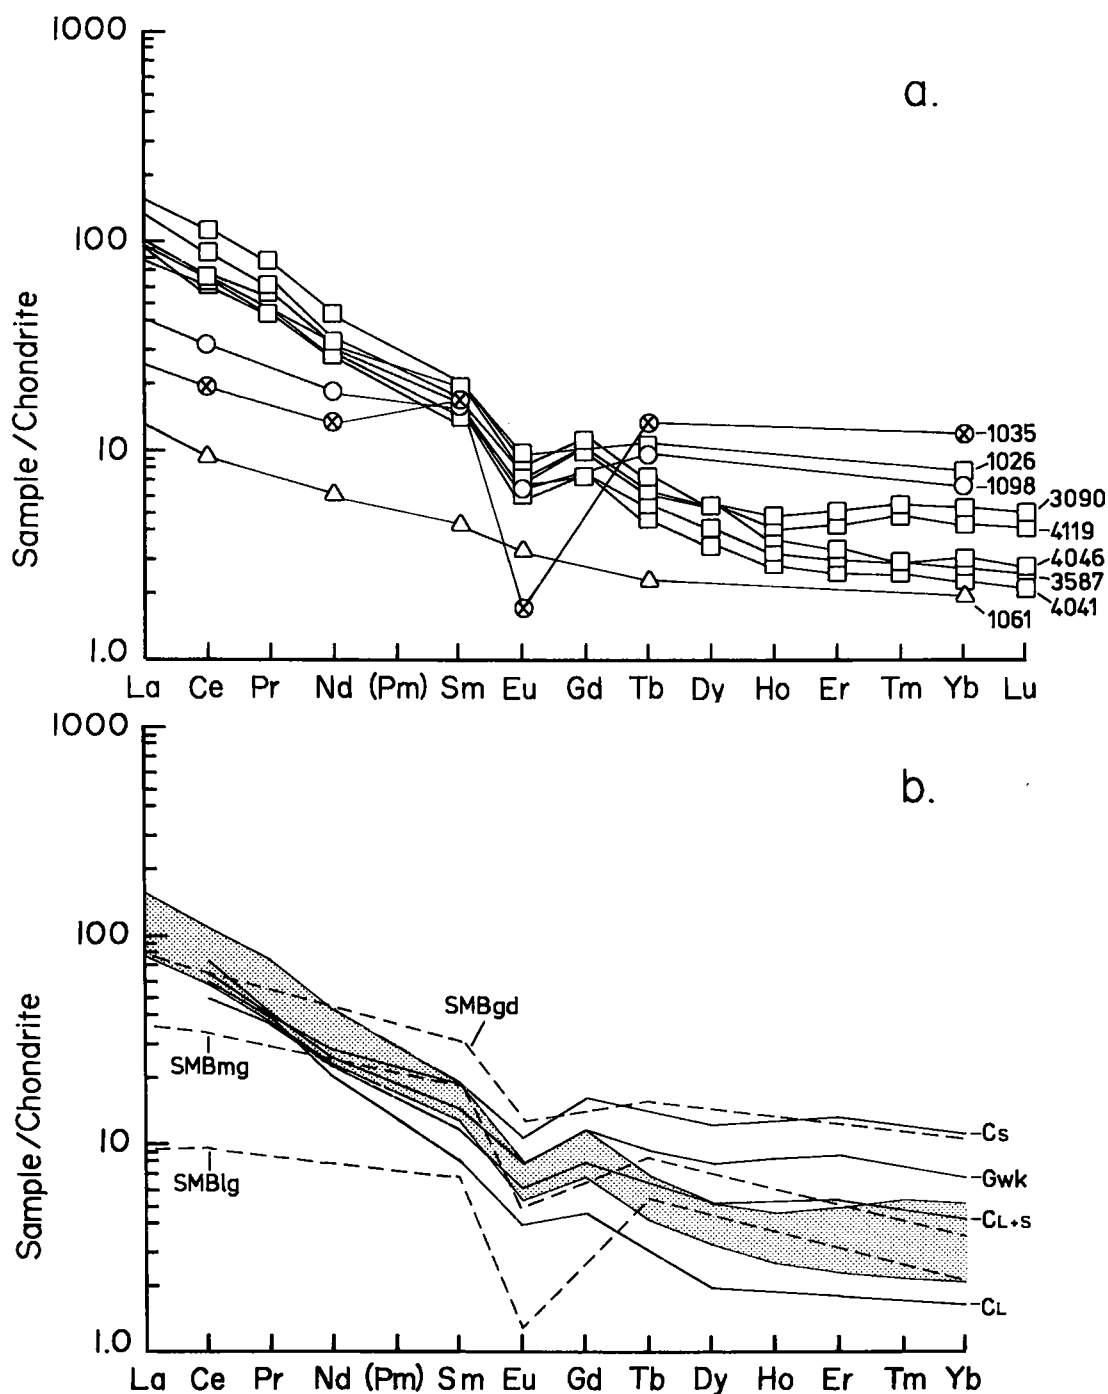 1000
a.
100
10
1.0
Sample/Chondrite
1035
1026
1098
3090
4119
4046
3587
4041
1061
La Ce Pr Nd (Pm) Sm Eu Gd Tb Dy Ho Er Tm Yb Lu
1000
b.
100
10
1.0
Sample/Chondrite
SMBgd
SMBmg
SMBlg
Cs
Gwk
CL+S
CL
La Ce Pr Nd (Pm) Sm Eu Gd Tb Dy Ho Er Tm Yb